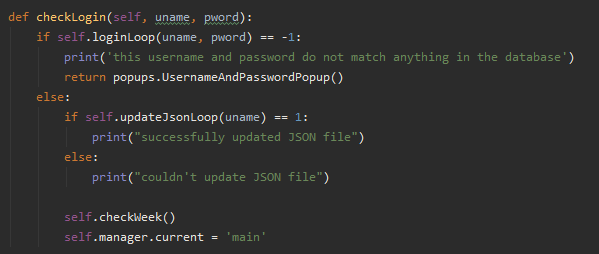 def checkLogin(self, uname, pword):
    if self.loginLoop(uname, pword) == -1:
        print('this username and password do not match anything in the database')
        return popups.UsernameAndPasswordPopup()
    else:
        if self.updateJsonLoop(uname) == 1:
            print("successfully updated JSON file")
        else:
            print("couldn't update JSON file")
        self.checkWeek()
        self.manager.current = 'main'